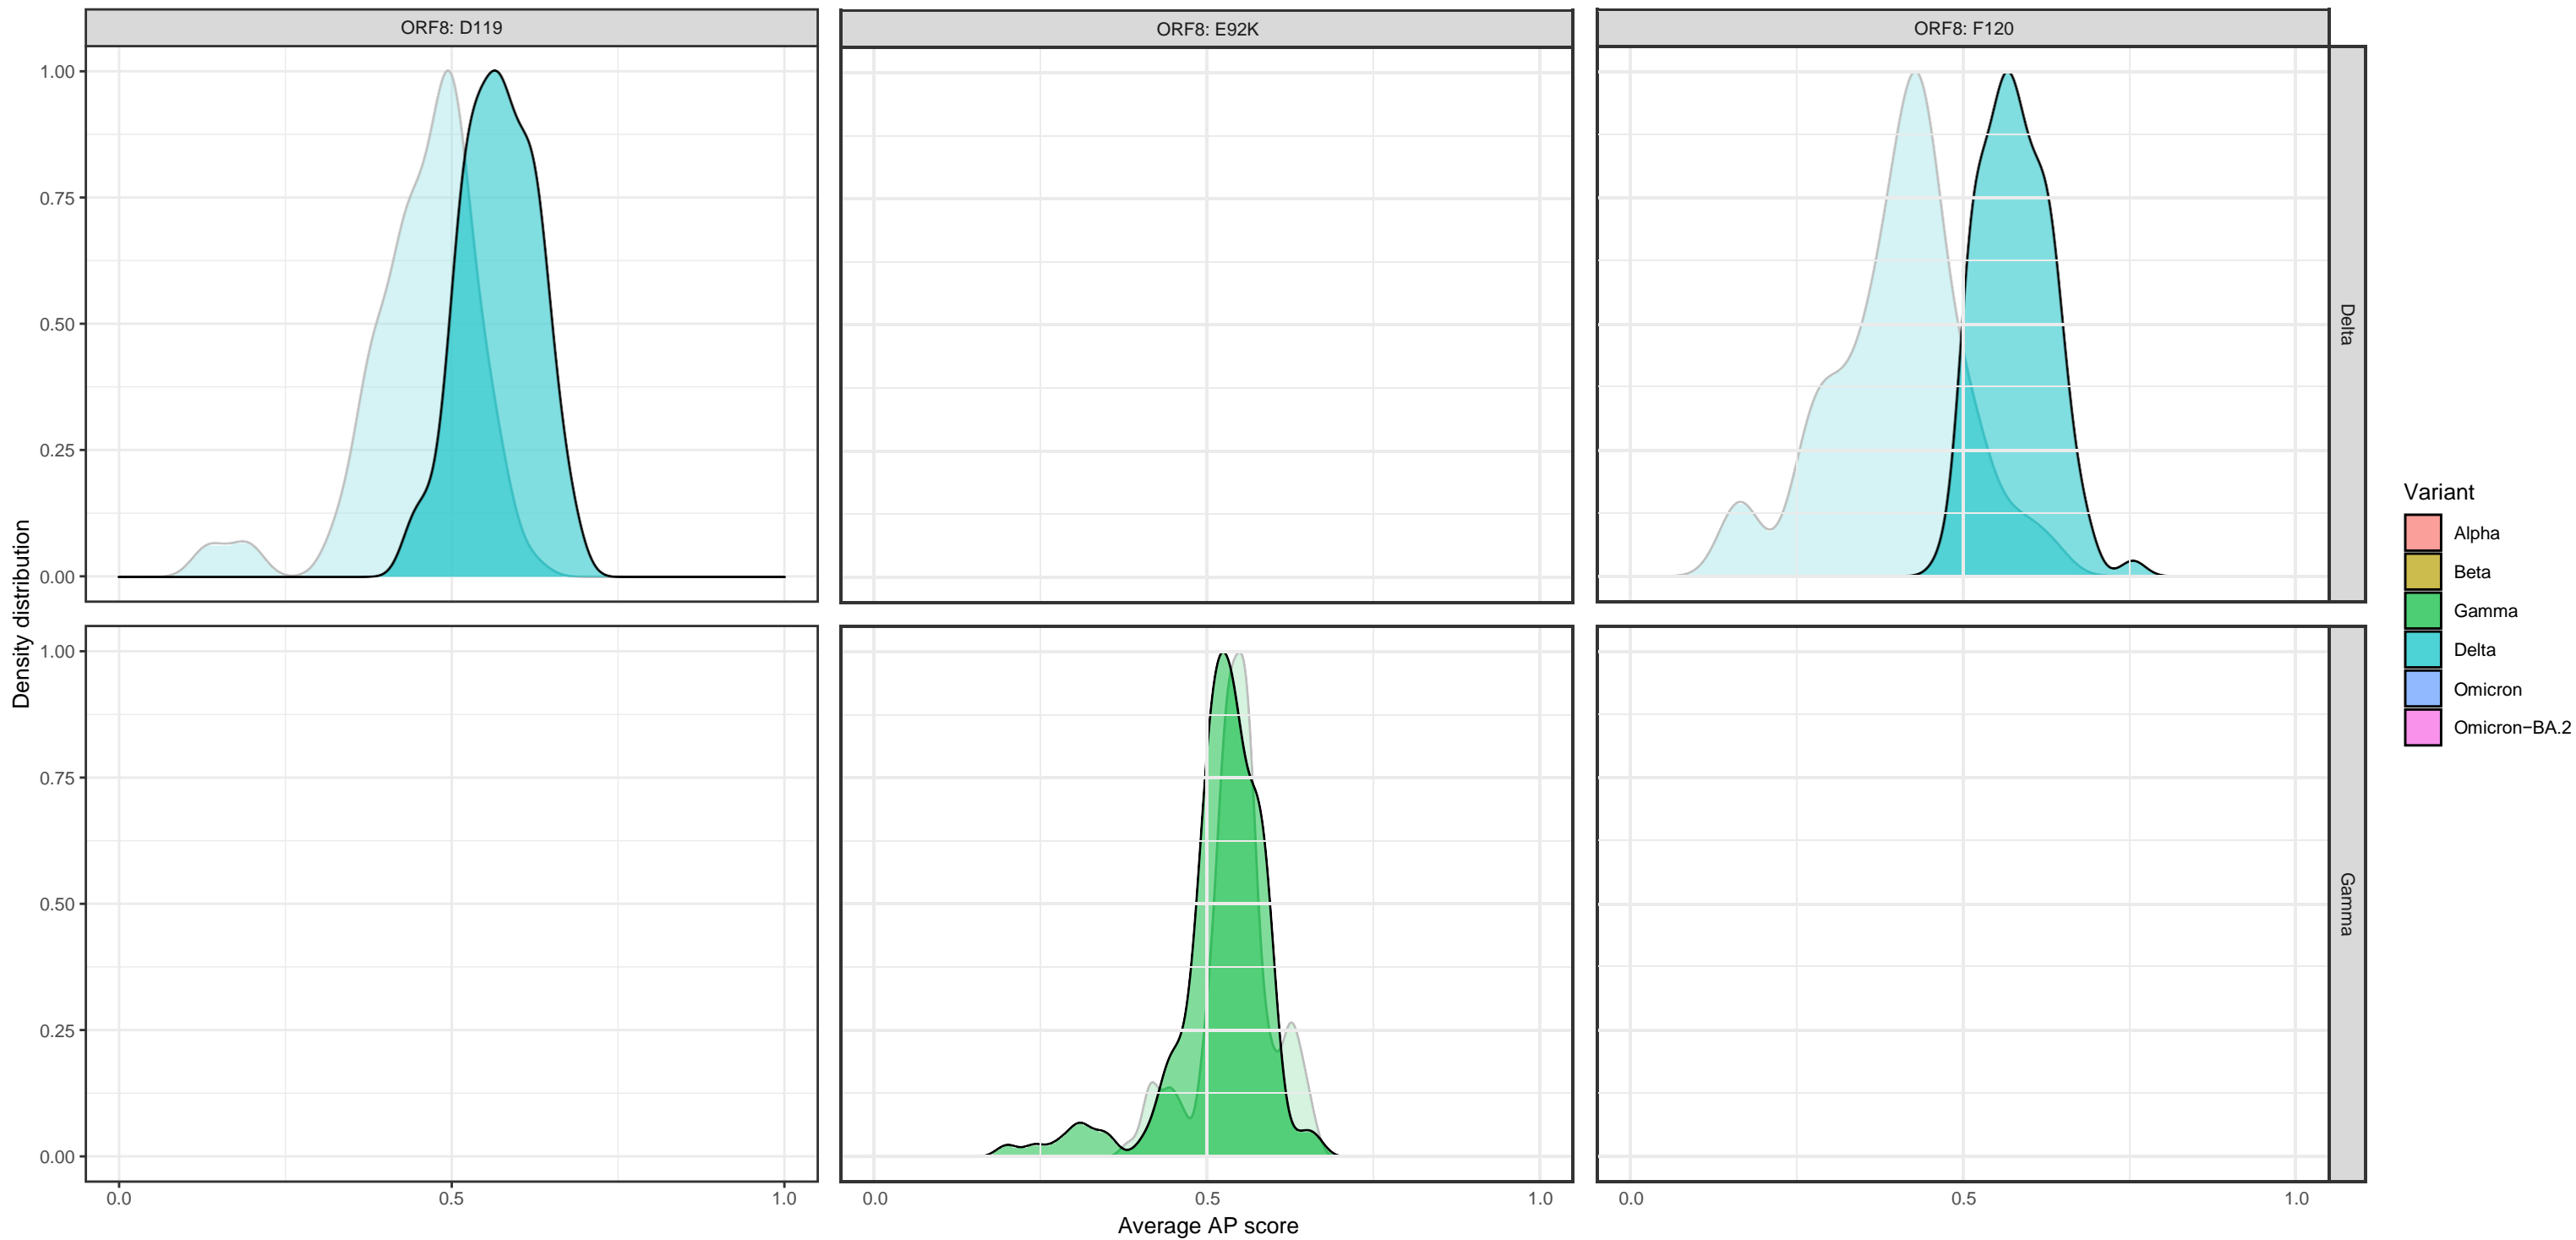 ORF8: D119
ORF8: E92K
ORF8: F120
1.00
0.75
0.50
0.25
0.00
Delta
1.00
0.75
0.50
0.25
0.00
Gamma
Density distribution
0.0
0.5
1.0
0.0
0.5
1.0
0.0
0.5
1.0
Average AP score
Variant
Alpha
Beta
Gamma
Delta
Omicron
Omicron−BA.2